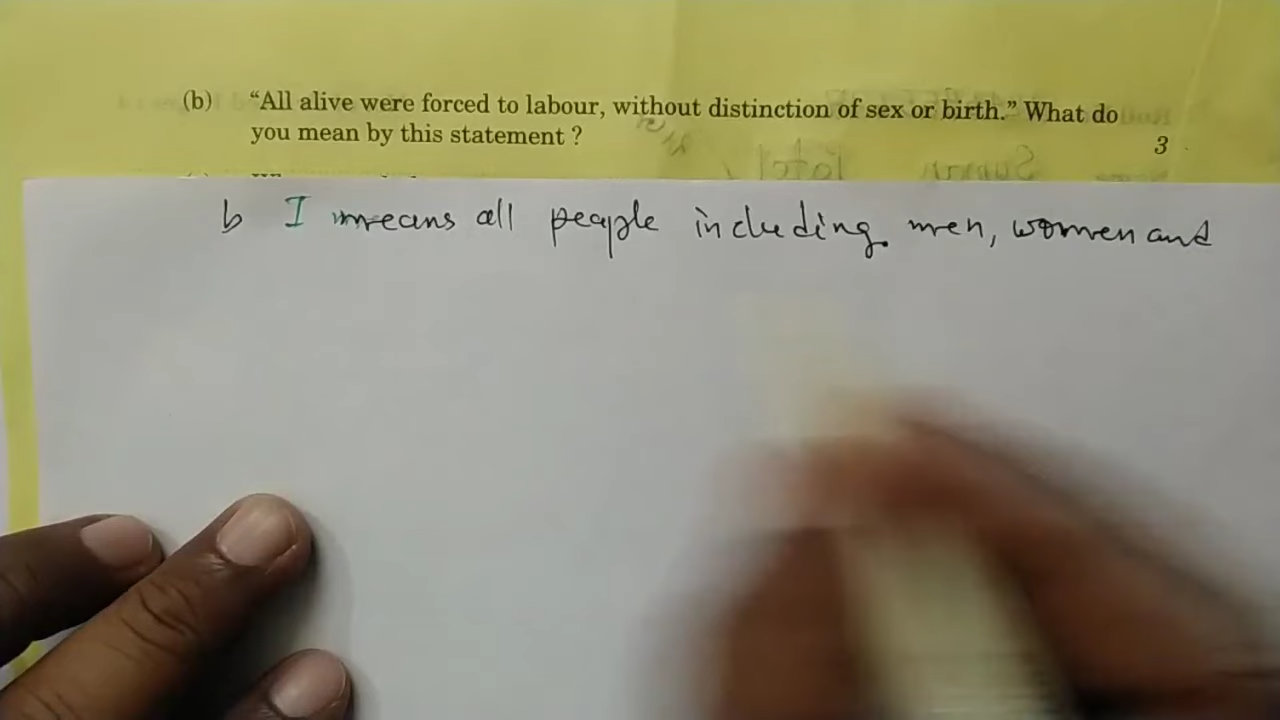 (b) "All alive were forced to labour, without distinction of sex or birth." What do
you mean by this statement ?
3
b I means all people including men, women and